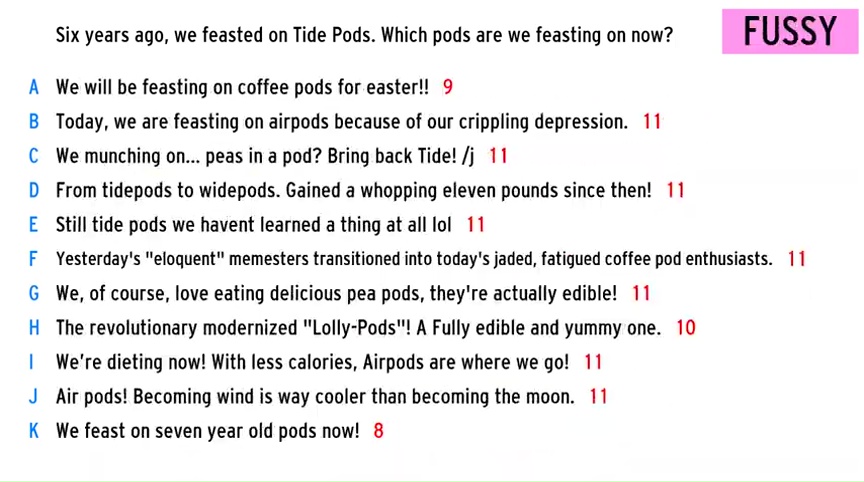 Six years ago, we feasted on Tide Pods. Which pods are we feasting on now?
FUSSY
A We will be feasting on coffee pods for easter!! 9
B Today, we are feasting on airpods because of our crippling depression. 11
C We munching on... peas in a pod? Bring back Tide! /j 11
D From tidepods to widepods. Gained a whopping eleven pounds since then! 11
E Still tide pods we havent learned a thing at all lol 11
F Yesterday's "eloquent" memesters transitioned into today's jaded, fatigued coffee pod enthusiasts. 11
G We, of course, love eating delicious pea pods, they're actually edible! 11
H The revolutionary modernized "Lolly-Pods"! A Fully edible and yummy one. 10
I We're dieting now! With less calories, Airpods are where we go! 11
J Air pods! Becoming wind is way cooler than becoming the moon. 11
K We feast on seven year old pods now! 8